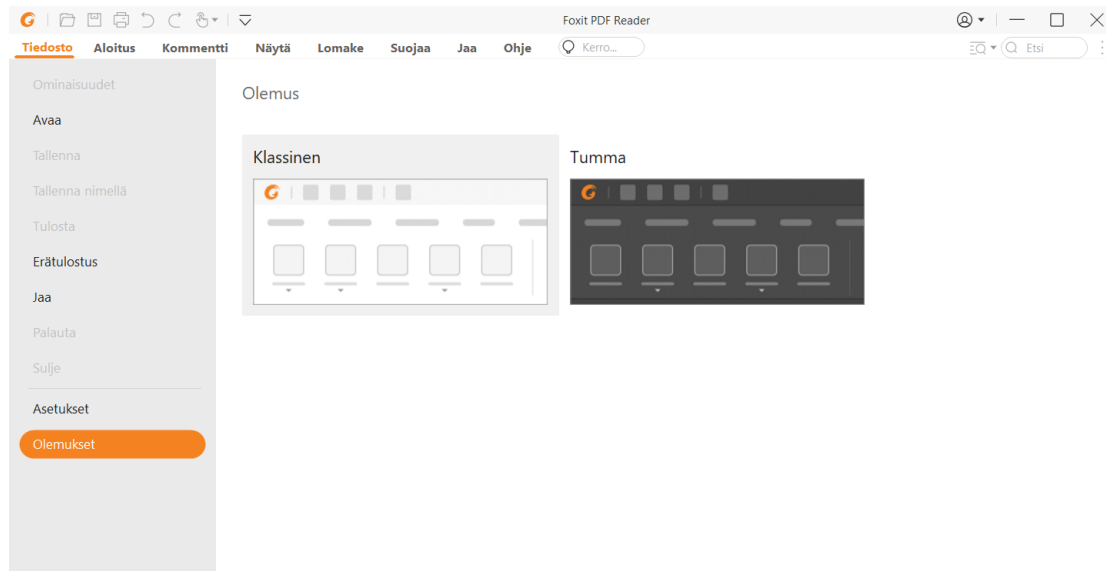 Foxit PDF Reader
Tiedosto Aloitus Kommentti Näytä Lomake Suojaa Jaa Ohje Kerro... Etsi
Ominaisuudet
Avaa
Tallenna
Tallenna nimellä
Tulosta
Erätulostus
Jaa
Palauta
Sulje
Asetukset
Olemukset
Olemus
Klassinen
Tumma